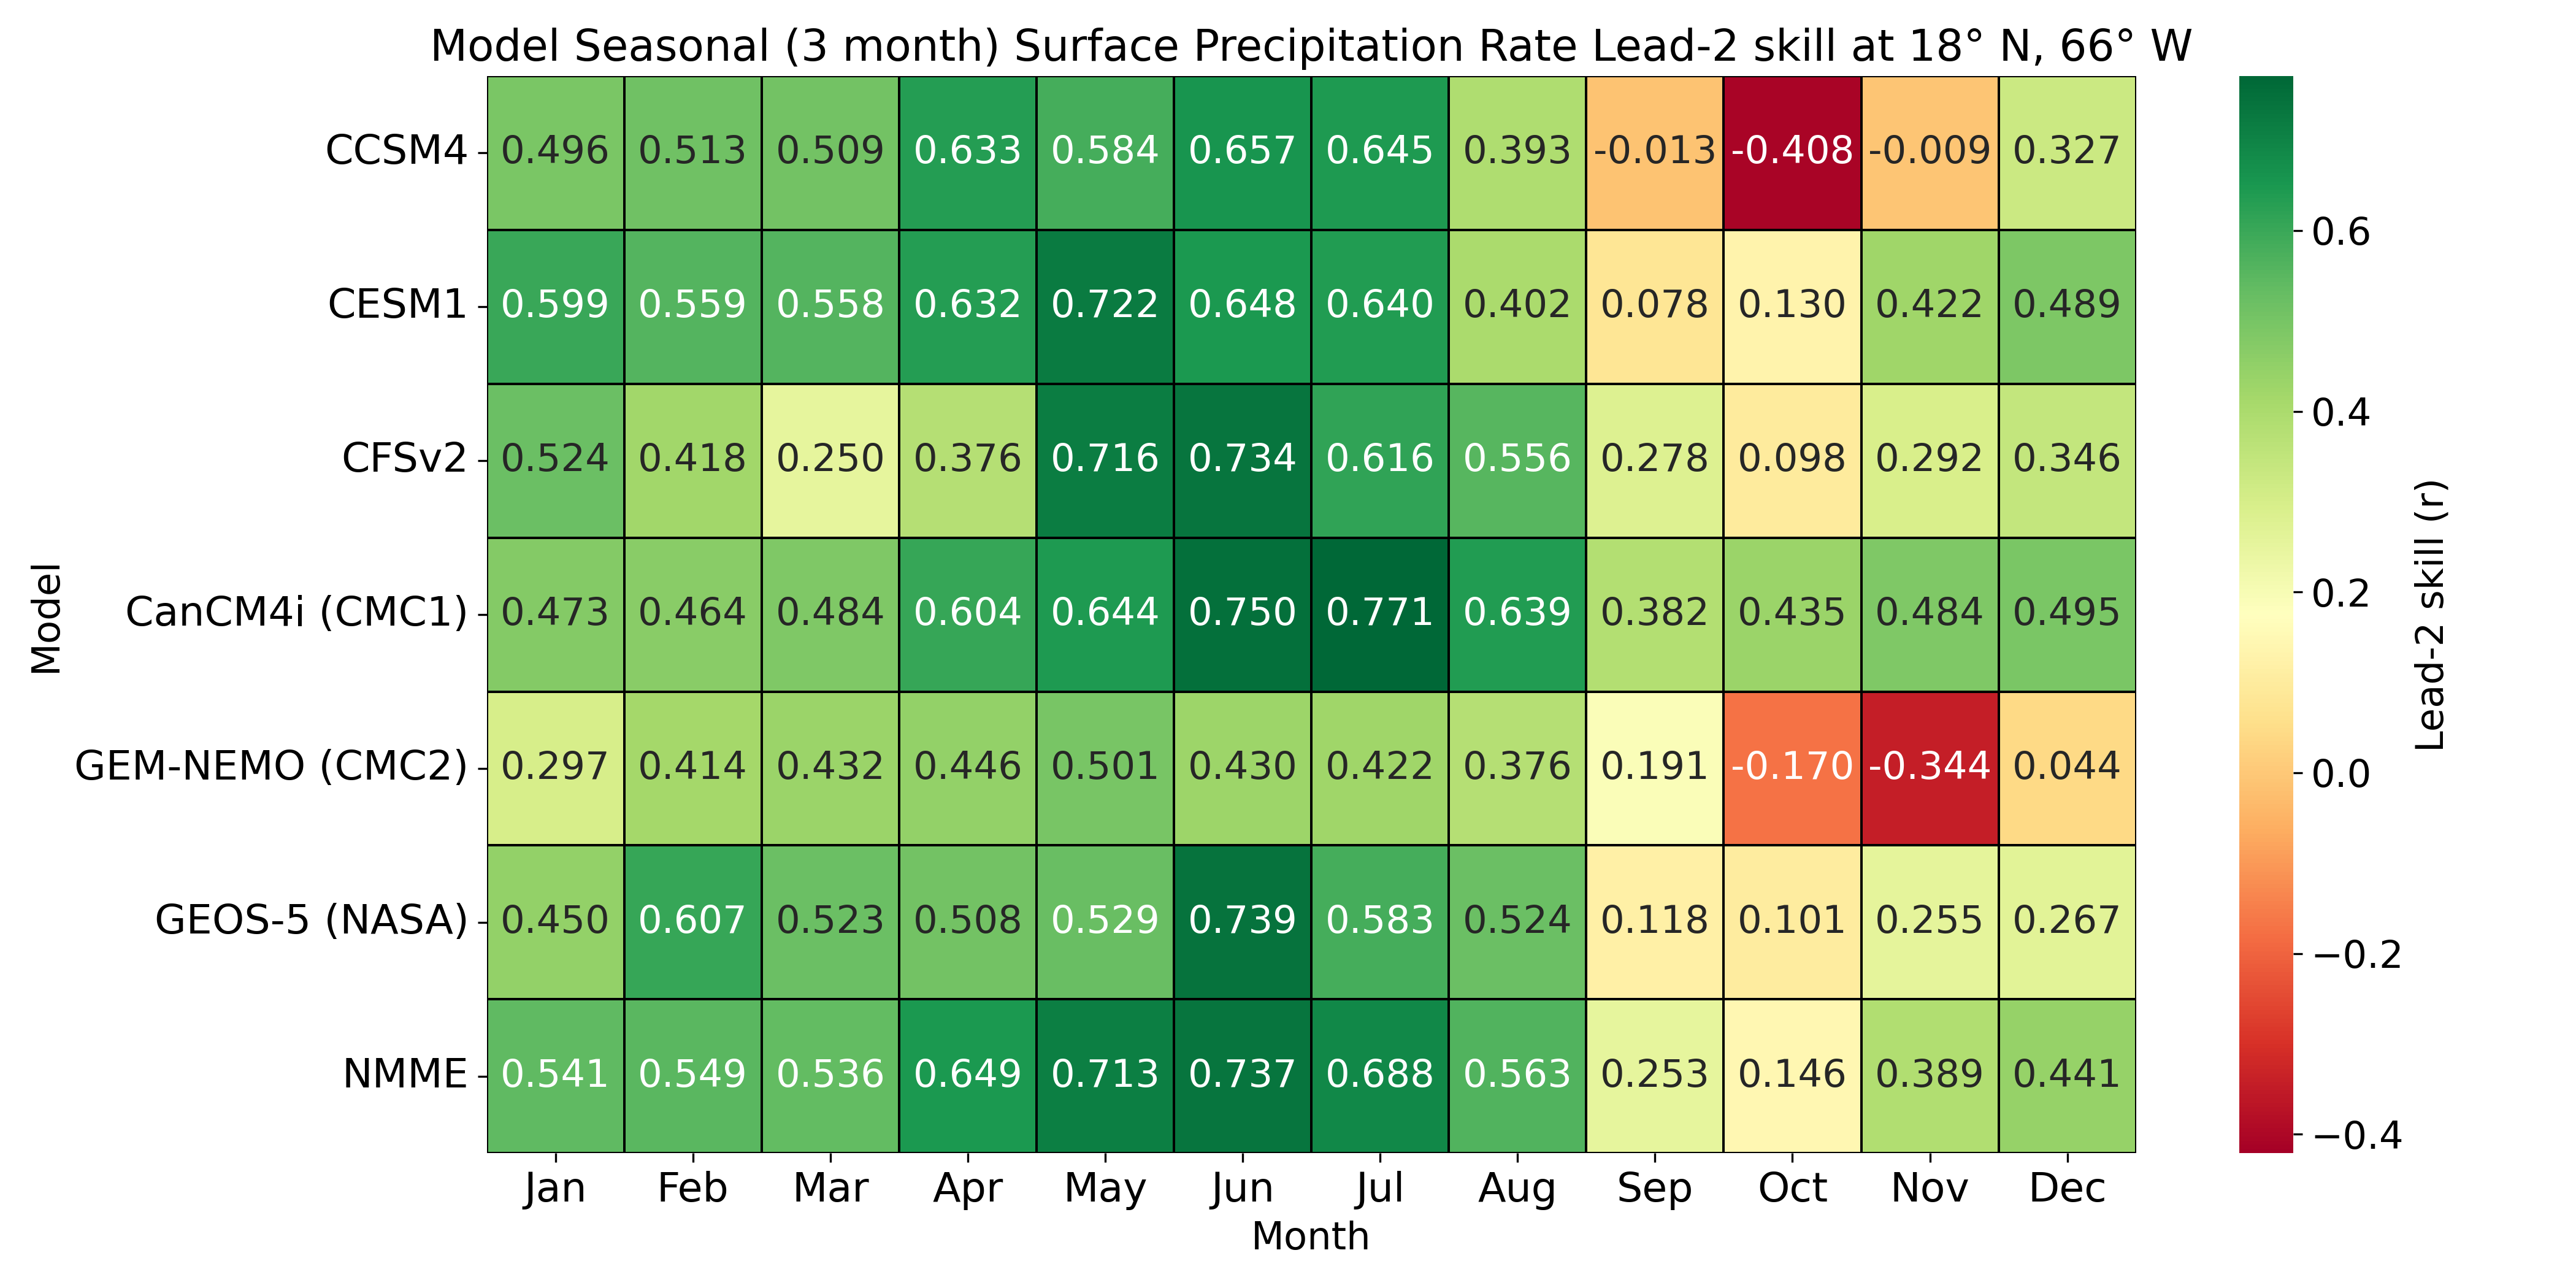 Model Seasonal (3 month) Surface Precipitation Rate Lead-2 skill at 18° N, 66° W
CCSM4 0.496 0.513 0.509 0.633 0.584 0.657 0.645 0.393 -0.013 -0.408 -0.009 0.327
CESM1 0.599 0.559 0.558 0.632 0.722 0.648 0.640 0.402 0.078 0.130 0.422 0.489
CFSv2 0.524 0.418 0.250 0.376 0.716 0.734 0.616 0.556 0.278 0.098 0.292 0.346
CanCM4i (CMC1) 0.473 0.464 0.484 0.604 0.644 0.750 0.771 0.639 0.382 0.435 0.484 0.495
GEM-NEMO (CMC2) 0.297 0.414 0.432 0.446 0.501 0.430 0.422 0.376 0.191 -0.170 -0.344 0.044
GEOS-5 (NASA) 0.450 0.607 0.523 0.508 0.529 0.739 0.583 0.524 0.118 0.101 0.255 0.267
NMME 0.541 0.549 0.536 0.649 0.713 0.737 0.688 0.563 0.253 0.146 0.389 0.441
Jan Feb Mar Apr May Jun Jul Aug Sep Oct Nov Dec
Month
Model
0.6
0.4
0.2
0.0
−0.2
−0.4
Lead-2 skill (r)